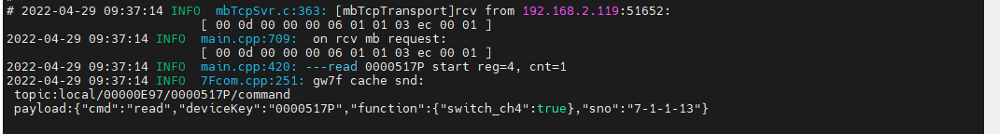 # 2022-04-29 09:37:14 INFO  mbTcpSvr.c:363: [mbTcpTransport]rcv from 192.168.2.119:51652:
[ 00 0d 00 00 00 06 01 01 03 ec 00 01 ]
2022-04-29 09:37:14 INFO  main.cpp:709:  on rcv mb request:
[ 00 0d 00 00 00 06 01 01 03 ec 00 01 ]
2022-04-29 09:37:14 INFO  main.cpp:420: ---read 0000517P start reg=4, cnt=1
2022-04-29 09:37:14 INFO  7Fcom.cpp:251: gw7f cache snd:
topic:local/00000E97/0000517P/command
payload:{"cmd":"read","deviceKey":"0000517P","function":{"switch_ch4":true},"sno":"7-1-1-13"}